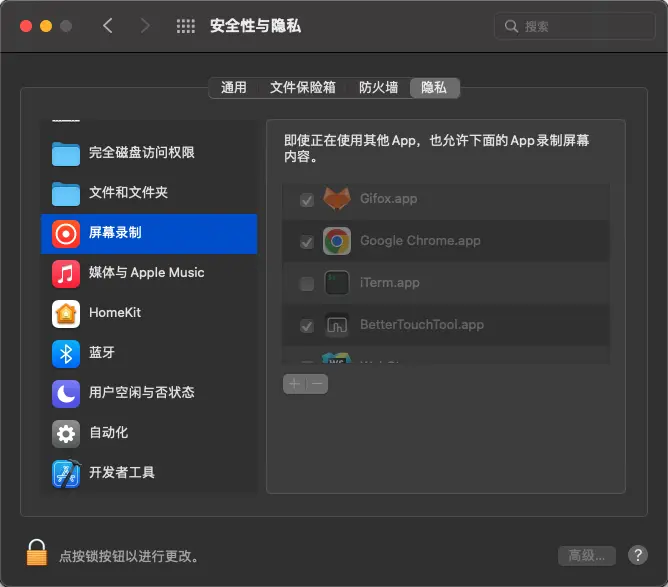 安全性与隐私
搜索
通用
文件保险箱
防火墙
隐私
完全磁盘访问权限
文件和文件夹
屏幕录制
媒体与 Apple Music
HomeKit
蓝牙
用户空闲与否状态
自动化
开发者工具
即使正在使用其他 App，也允许下面的 App 录制屏幕
内容。
Gifox.app
Google Chrome.app
iTerm.app
BetterTouchTool.app
点按锁按钮以进行更改。
高级...
?